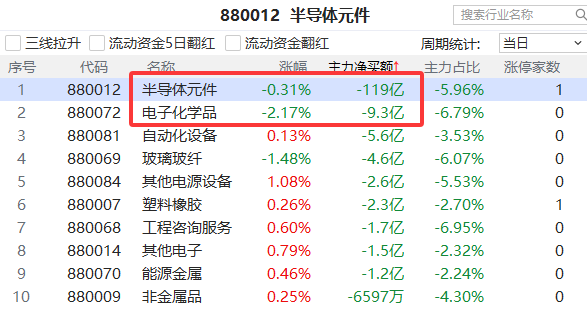 880012 半导体元件 搜索行业名称
三线拉升 流动资金5日翻红 流动资金翻红 周期统计: 当日
序号 代码 名称 涨幅 主力净买额↑ 主力占比 涨停家数
1 880012 半导体元件 -0.31% -119亿 -5.96% 1
2 880072 电子化学品 -2.17% -9.3亿 -6.79% 0
3 880081 自动化设备 0.13% -5.6亿 -3.53% 0
4 880069 玻璃玻纤 -1.48% -4.6亿 -6.07% 0
5 880084 其他电源设备 1.08% -2.6亿 -5.53% 0
6 880007 塑料橡胶 0.26% -2.3亿 -2.70% 1
7 880068 工程咨询服务 0.60% -1.7亿 -6.95% 0
8 880014 其他电子 0.79% -1.5亿 -2.32% 0
9 880070 能源金属 0.46% -1.2亿 -2.24% 0
10 880009 非金属品 0.25% -6597万 -4.30% 0